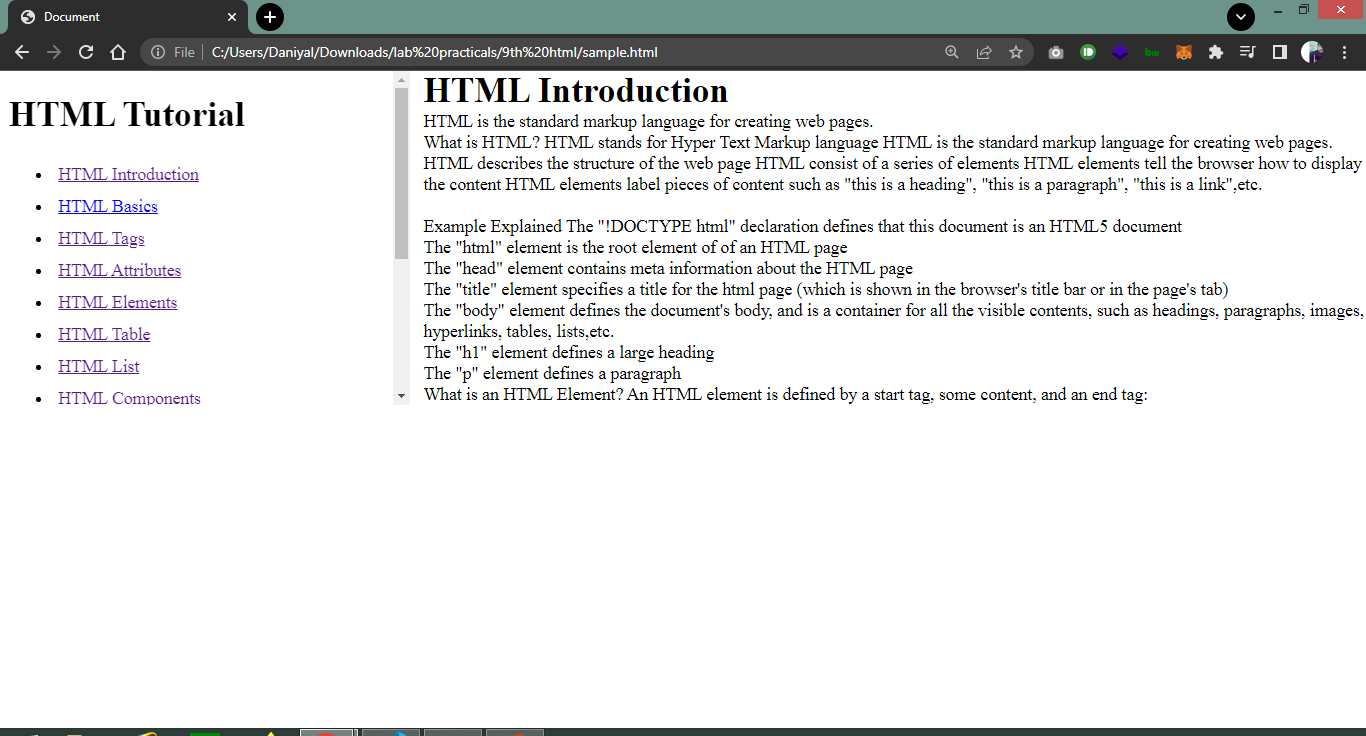 Document
File
C:/Users/Daniyal/Downloads/lab%20practicals/9th%20html/sample.html
bw
HTML Tutorial
HTML Introduction
HTML Basics
HTML Tags
HTML Attributes
HTML Elements
HTML Table
HTML List
HTML Components
HTML Introduction
HTML is the standard markup language for creating web pages.
What is HTML? HTML stands for Hyper Text Markup language HTML is the standard markup language for creating web pages.
HTML describes the structure of the web page HTML consist of a series of elements HTML elements tell the browser how to display
the content HTML elements label pieces of content such as "this is a heading", "this is a paragraph", "this is a link",etc.
Example Explained The "!DOCTYPE html" declaration defines that this document is an HTML5 document
The "html" element is the root element of of an HTML page
The "head" element contains meta information about the HTML page
The "title" element specifies a title for the html page (which is shown in the browser's title bar or in the page's tab)
The "body" element defines the document's body, and is a container for all the visible contents, such as headings, paragraphs, images,
hyperlinks, tables, lists,etc.
The "h1" element defines a large heading
The "p" element defines a paragraph
What is an HTML Element? An HTML element is defined by a start tag, some content, and an end tag: